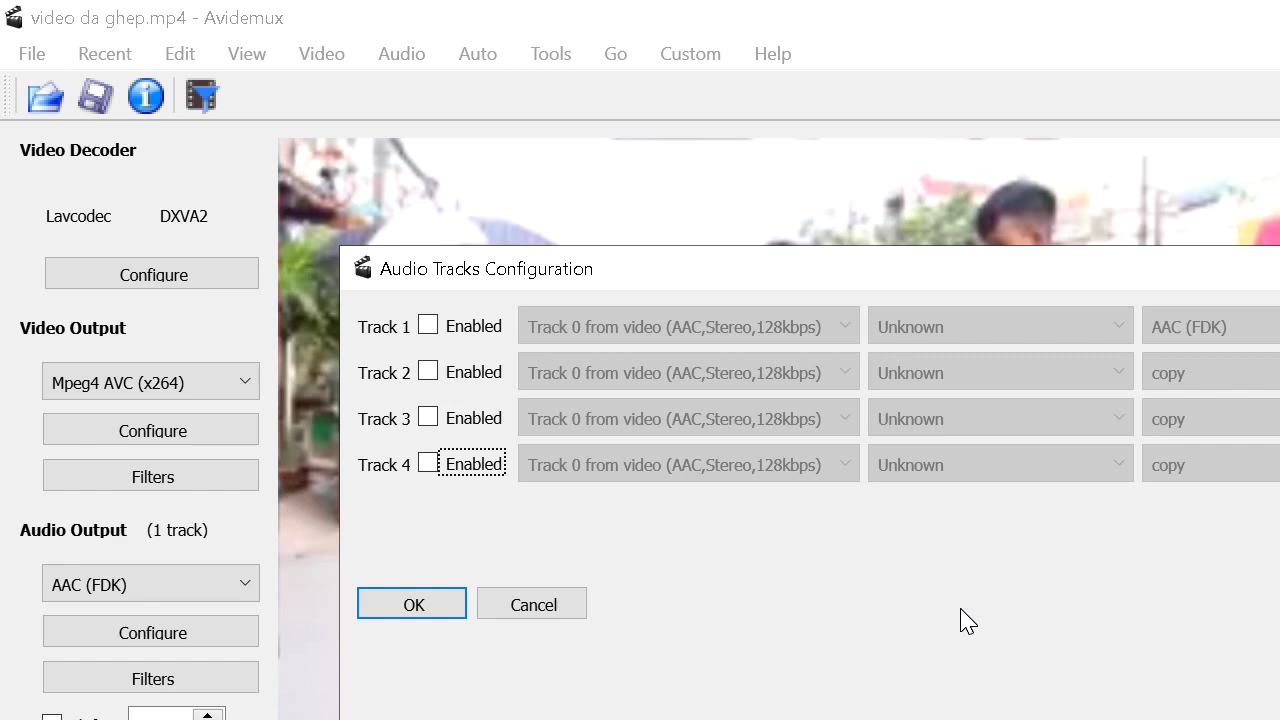 video da ghep.mp4 - Avidemux
File Recent Edit View Video Audio Auto Tools Go Custom Help
Video Decoder
Lavcodec DXVA2
Configure
Video Output
Mpeg4 AVC (x264)
Configure
Filters
Audio Output (1 track)
AAC (FDK)
Configure
Filters
Audio Tracks Configuration
Track 1 Enabled Track 0 from video (AAC,Stereo,128kbps) Unknown AAC (FDK)
Track 2 Enabled Track 0 from video (AAC,Stereo,128kbps) Unknown copy
Track 3 Enabled Track 0 from video (AAC,Stereo,128kbps) Unknown copy
Track 4 Enabled Track 0 from video (AAC,Stereo,128kbps) Unknown copy
OK Cancel